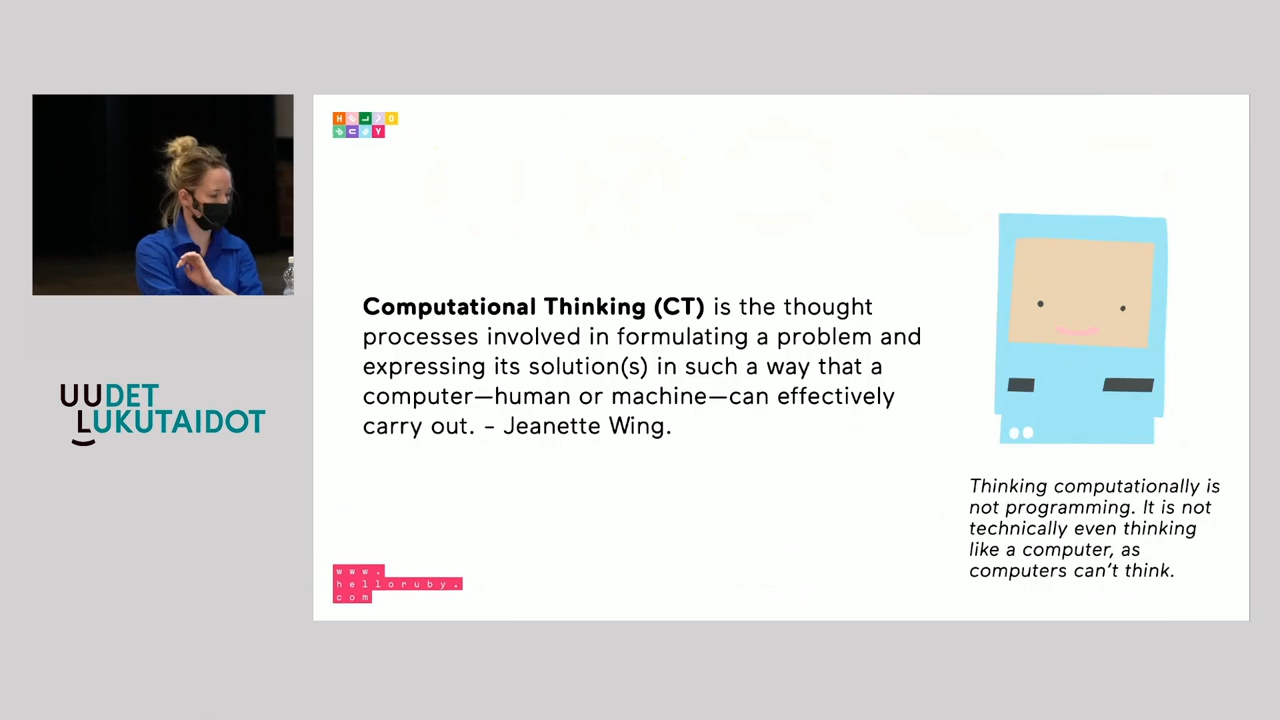 HELLO
RUBY
Computational Thinking (CT) is the thought
processes involved in formulating a problem and
expressing its solution(s) in such a way that a
computer—human or machine—can effectively
carry out. - Jeanette Wing.
Thinking computationally is
not programming. It is not
technically even thinking
like a computer, as
computers can't think.
UUDET
LUKUTAIDOT
www.
helloruby.
com